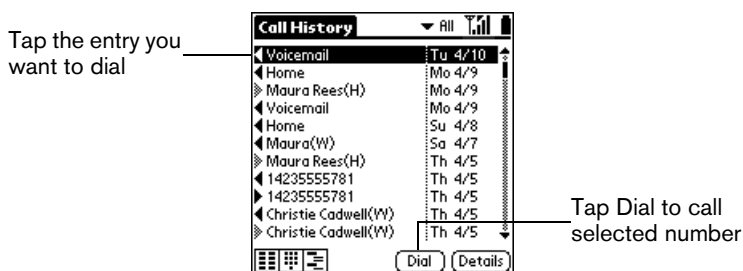 Tap the entry you
want to dial
Call History All
Voicemail Tu 4/10
Home Mo 4/9
Maura Rees(H) Mo 4/9
Voicemail Mo 4/9
Home Su 4/8
Maura(W) Sa 4/7
Maura Rees(H) Th 4/5
14235555781 Th 4/5
14235555781 Th 4/5
Christie Cadwell(W) Th 4/5
Christie Cadwell(W) Th 4/5
Dial Details
Tap Dial to call
selected number